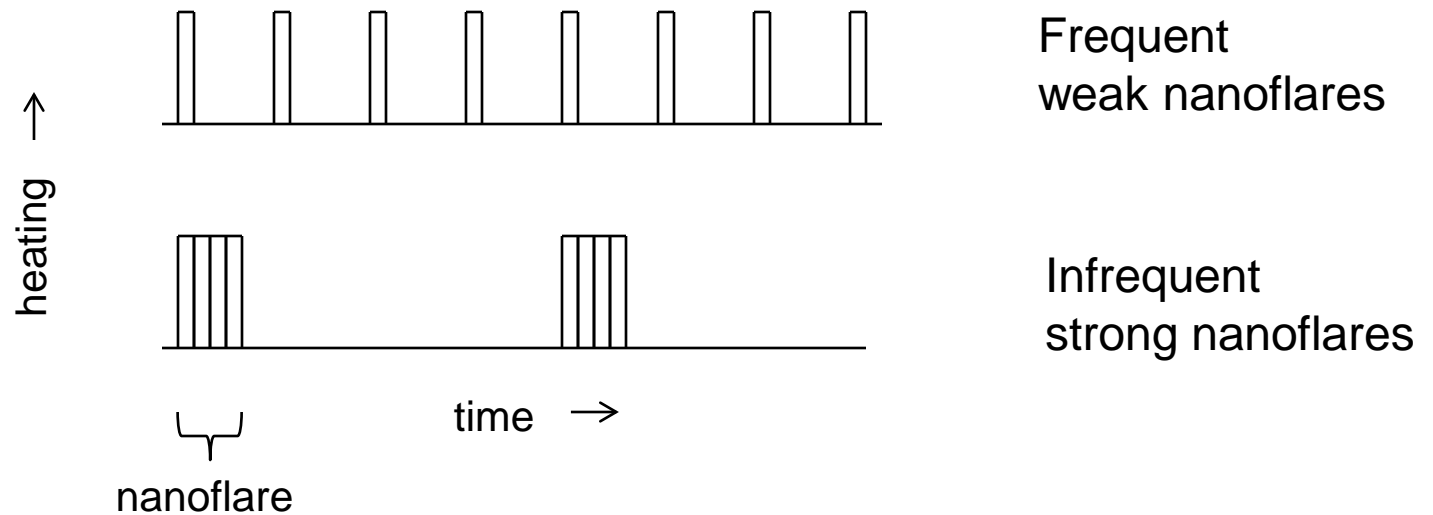 Frequent
weak nanoflares
heating
Infrequent
strong nanoflares
time
nanoflare